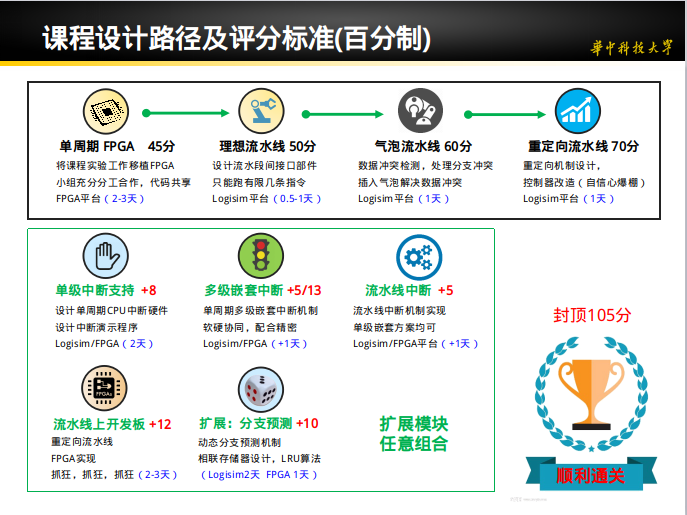 课程设计路径及评分标准(百分制)
華中科技大学
单周期 FPGA 45分
将课程实验工作移植FPGA
小组充分分工合作，代码共享
FPGA平台（2-3天）
理想流水线 50分
设计流水段间接口部件
只能跑有限几条指令
Logisim平台（0.5-1天）
气泡流水线 60分
数据冲突检测，处理分支冲突
插入气泡解决数据冲突
Logisim平台（1天）
重定向流水线 70分
重定向机制设计，
控制器改造（自信心爆棚）
Logisim平台（1天）
单级中断支持 +8
设计单周期CPU中断硬件
设计中断演示程序
Logisim/FPGA（2天）
多级嵌套中断 +5/13
单周期多级嵌套中断机制
软硬协同，配合精密
Logisim/FPGA（+1天）
流水线中断 +5
流水线中断机制实现
单级嵌套方案均可
Logisim/FPGA平台（+1天）
FPGAs
流水线上开发板 +12
重定向流水线
FPGA实现
抓狂，抓狂，抓狂（2-3天）
扩展：分支预测 +10
动态分支预测机制
相联存储器设计，LRU算法
（Logisim2天 FPGA 1天）
扩展模块
任意组合
封顶105分
顺利通关